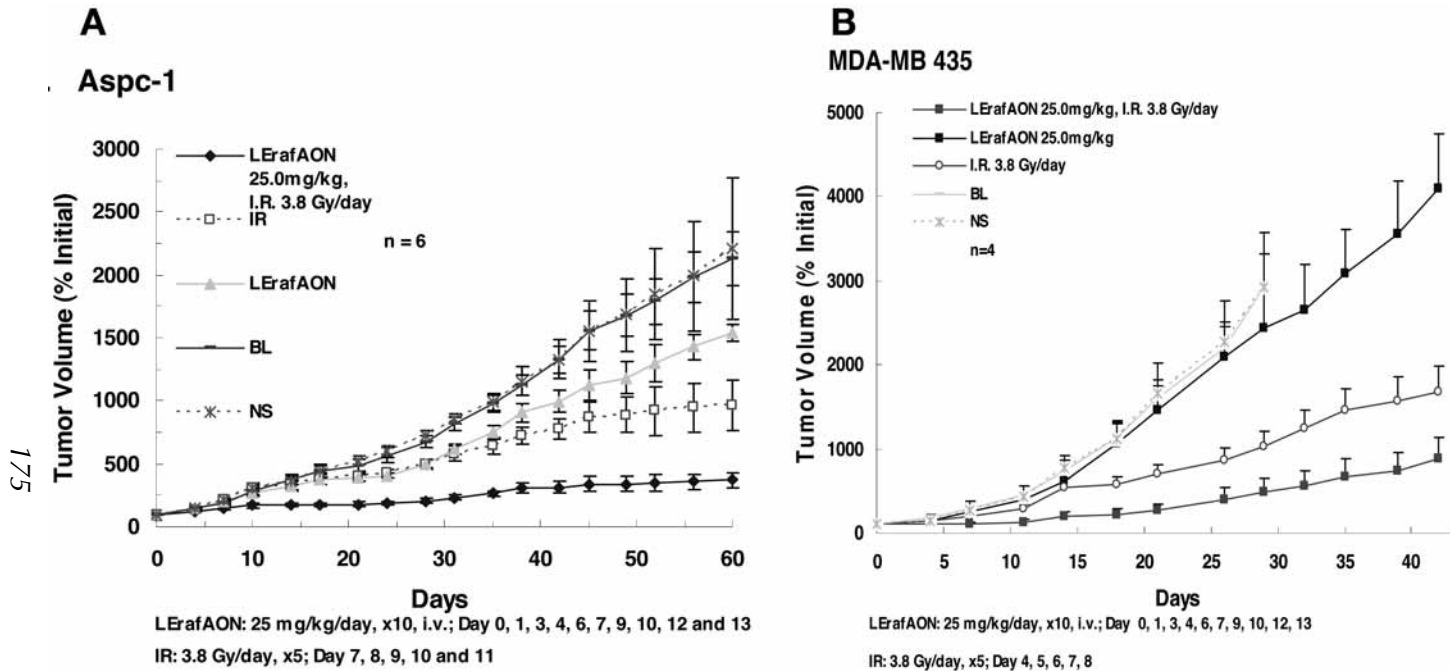 A
Aspc-1
3000
2500
2000
1500
1000
500
0
Tumor Volume (% Initial)
LErafAON
25.0mg/kg,
I.R. 3.8 Gy/day
IR
n = 6
LErafAON
BL
NS
0 10 20 30 40 50 60
Days
LErafAON: 25 mg/kg/day, x10, i.v.; Day 0, 1, 3, 4, 6, 7, 9, 10, 12 and 13
IR: 3.8 Gy/day, x5; Day 7, 8, 9, 10 and 11
175
B
MDA-MB 435
5000
4000
3000
2000
1000
0
Tumor Volume (% Initial)
LErafAON 25.0mg/kg, I.R. 3.8 Gy/day
LErafAON 25.0mg/kg
I.R. 3.8 Gy/day
BL
NS
n=4
0 5 10 15 20 25 30 35 40
Days
LErafAON: 25 mg/kg/day, x10, i.v.; Day 0, 1, 3, 4, 6, 7, 9, 10, 12, 13
IR: 3.8 Gy/day, x5; Day 4, 5, 6, 7, 8